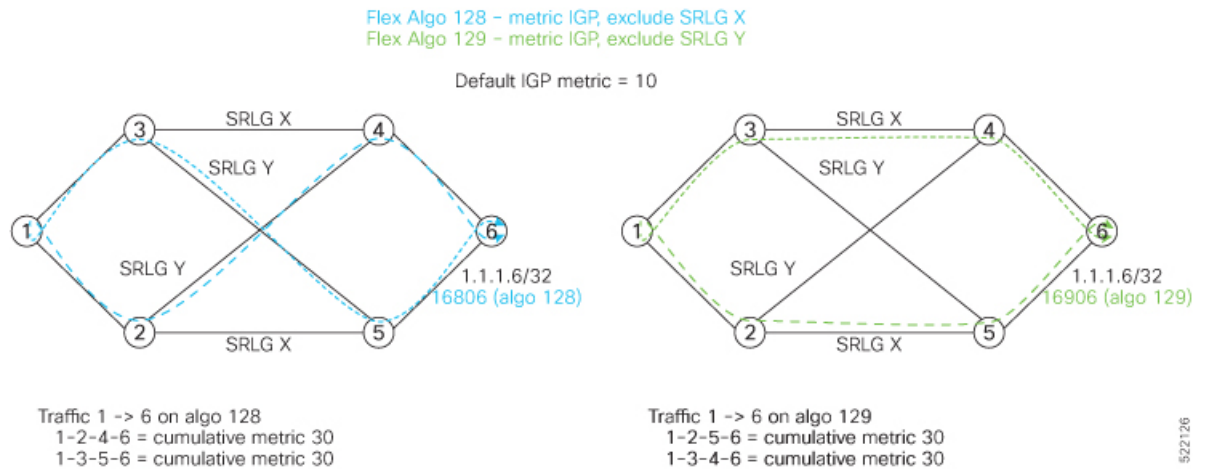 Flex Algo 128 - metric IGP, exclude SRLG X
Flex Algo 129 - metric IGP, exclude SRLG Y
Default IGP metric = 10
3
SRLG X
4
SRLG Y
1
6
SRLG Y
1.1.1.6/32
16806 (algo 128)
2
SRLG X
5
Traffic 1 -> 6 on algo 128
1-2-4-6 = cumulative metric 30
1-3-5-6 = cumulative metric 30
3
SRLG X
4
SRLG Y
1
6
SRLG Y
1.1.1.6/32
16906 (algo 129)
2
SRLG X
5
Traffic 1 -> 6 on algo 129
1-2-5-6 = cumulative metric 30
1-3-4-6 = cumulative metric 30
522126